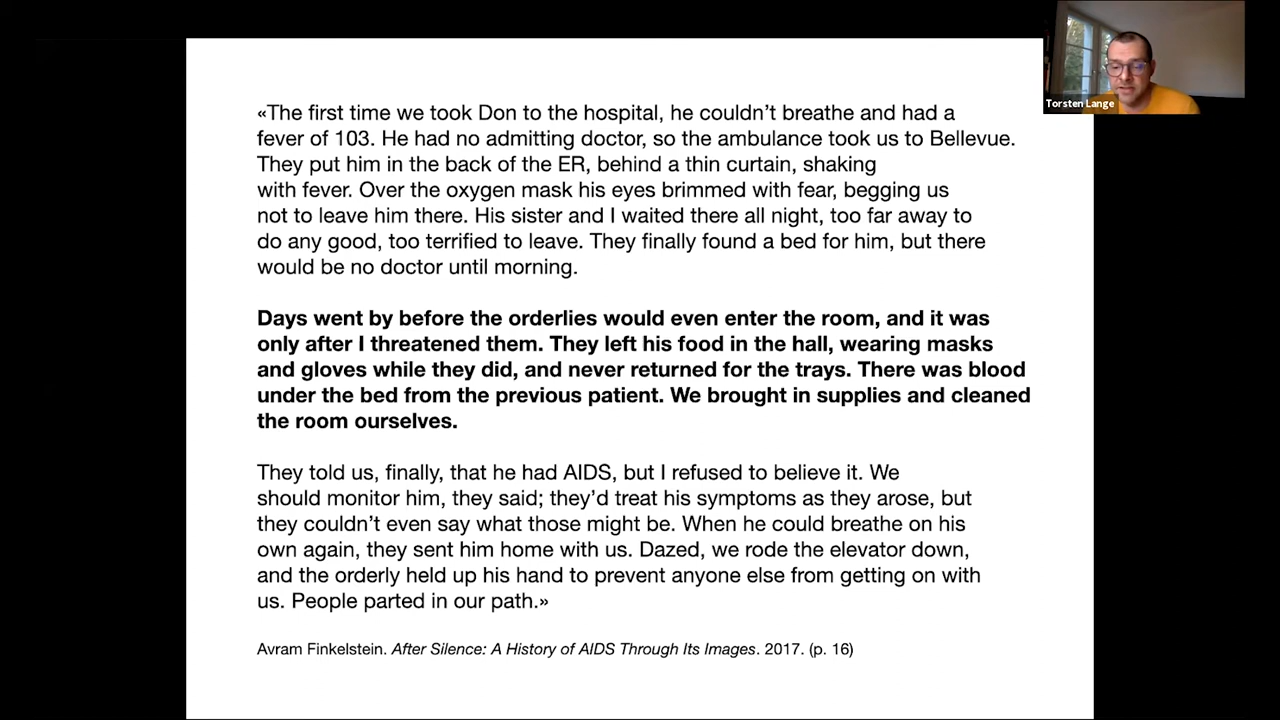 «The first time we took Don to the hospital, he couldn’t breathe and had a
fever of 103. He had no admitting doctor, so the ambulance took us to Bellevue.
They put him in the back of the ER, behind a thin curtain, shaking
with fever. Over the oxygen mask his eyes brimmed with fear, begging us
not to leave him there. His sister and I waited there all night, too far away to
do any good, too terrified to leave. They finally found a bed for him, but there
would be no doctor until morning.
Days went by before the orderlies would even enter the room, and it was
only after I threatened them. They left his food in the hall, wearing masks
and gloves while they did, and never returned for the trays. There was blood
under the bed from the previous patient. We brought in supplies and cleaned
the room ourselves.
They told us, finally, that he had AIDS, but I refused to believe it. We
should monitor him, they said; they’d treat his symptoms as they arose, but
they couldn’t even say what those might be. When he could breathe on his
own again, they sent him home with us. Dazed, we rode the elevator down,
and the orderly held up his hand to prevent anyone else from getting on with
us. People parted in our path.»
Avram Finkelstein. After Silence: A History of AIDS Through Its Images. 2017. (p. 16)
Torsten Lange